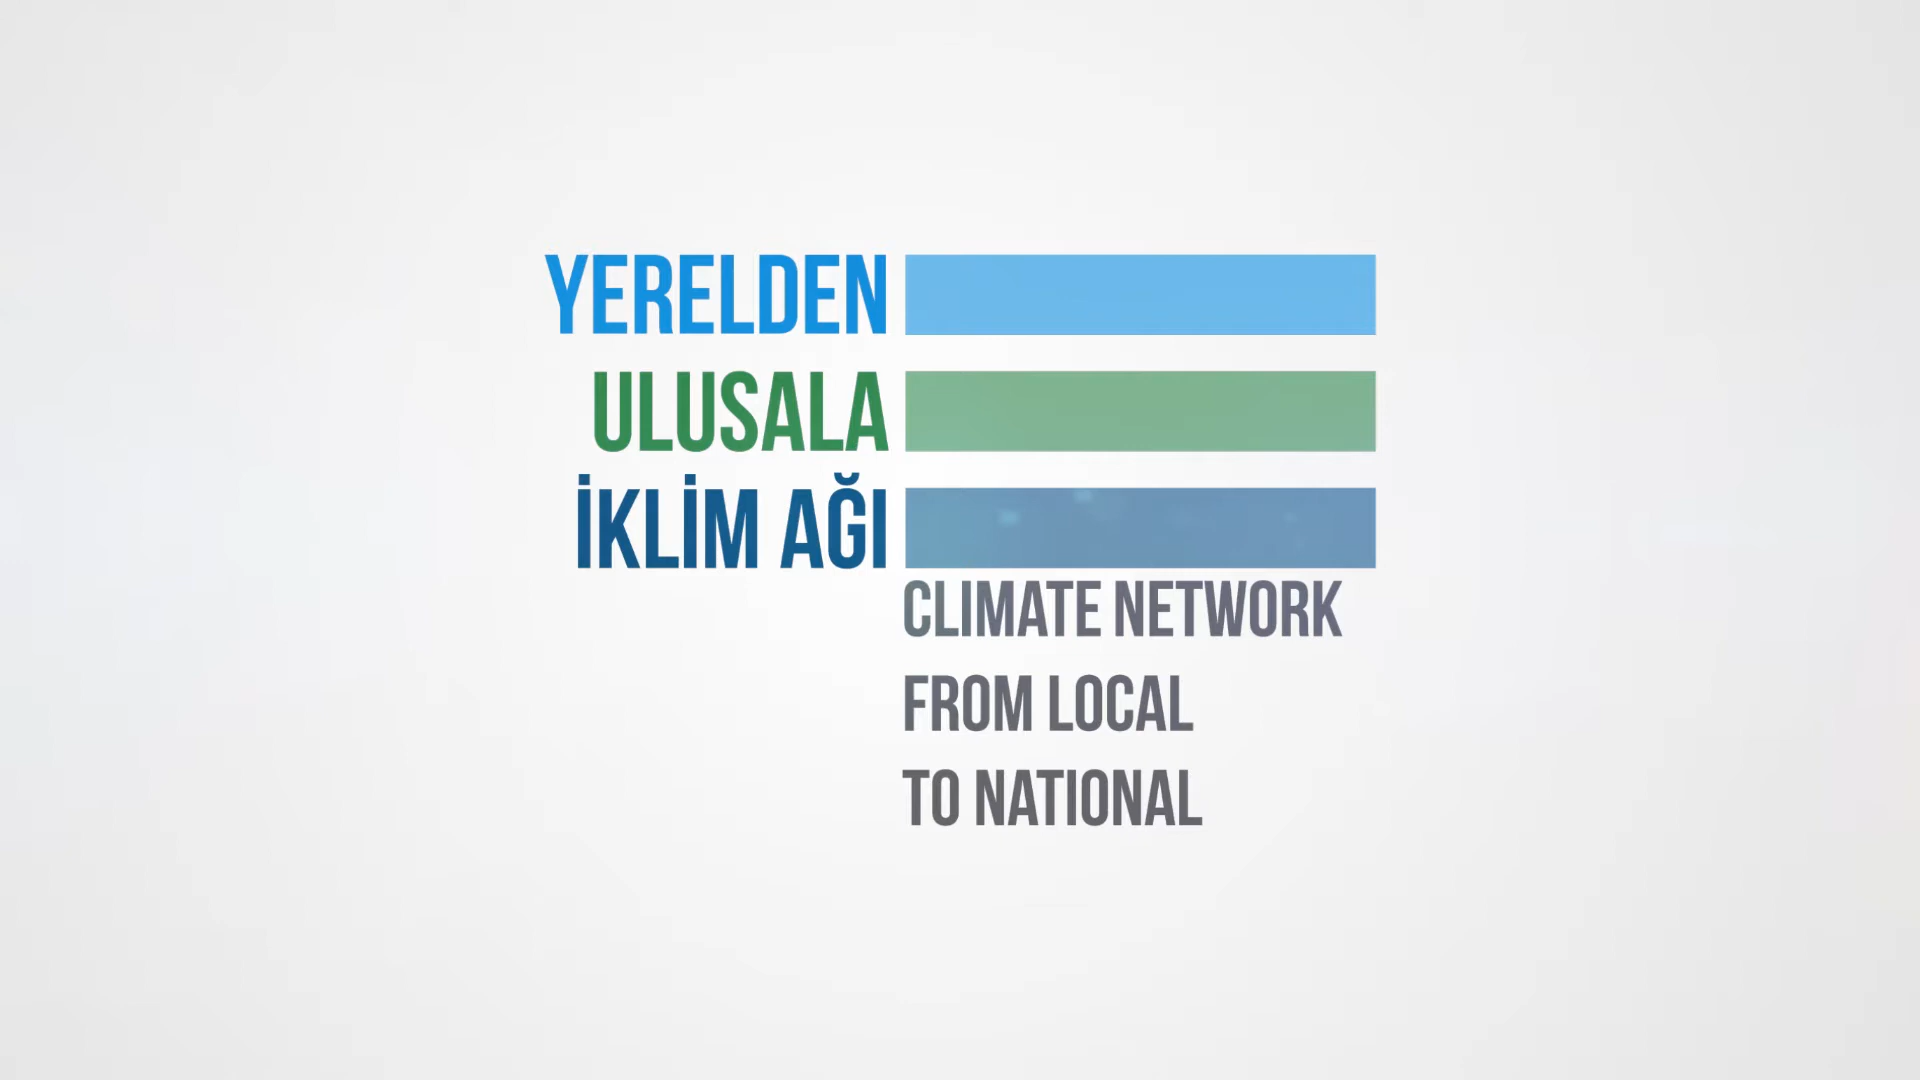 YERELDEN
ULUSALA
İKLİM AĞI
CLIMATE NETWORK
FROM LOCAL
TO NATIONAL